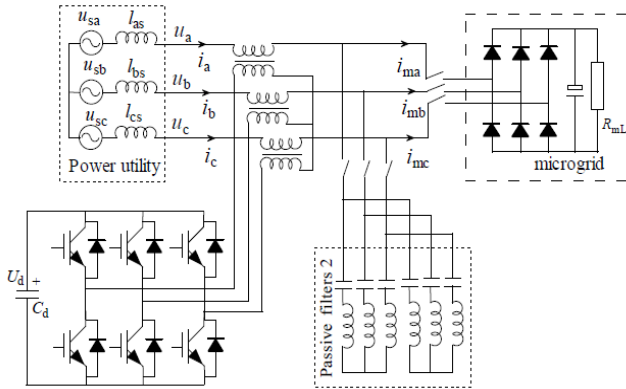 u_sa l_as u_a
i_a i_ma
u_sb l_bs u_b
i_b i_mb
u_sc l_cs u_c
i_c i_mc
R_mL
Power utility
microgrid
U_d +
C_d
Passive filters 2